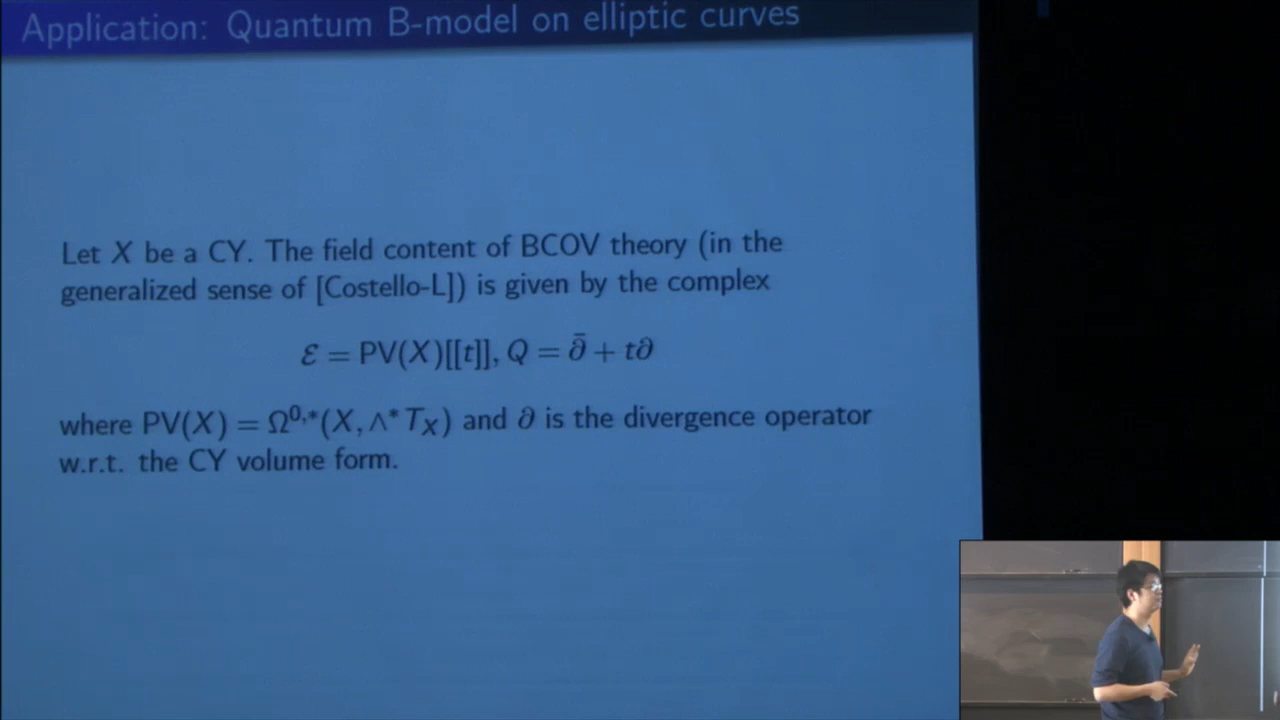 Application: Quantum B-model on elliptic curves
Let X be a CY. The field content of BCOV theory (in the
generalized sense of [Costello-L]) is given by the complex
ℰ = PV(X)[[t]], Q = ∂̄ + t∂
where PV(X) = Ω⁰,*(X, ∧*T_X) and ∂ is the divergence operator
w.r.t. the CY volume form.